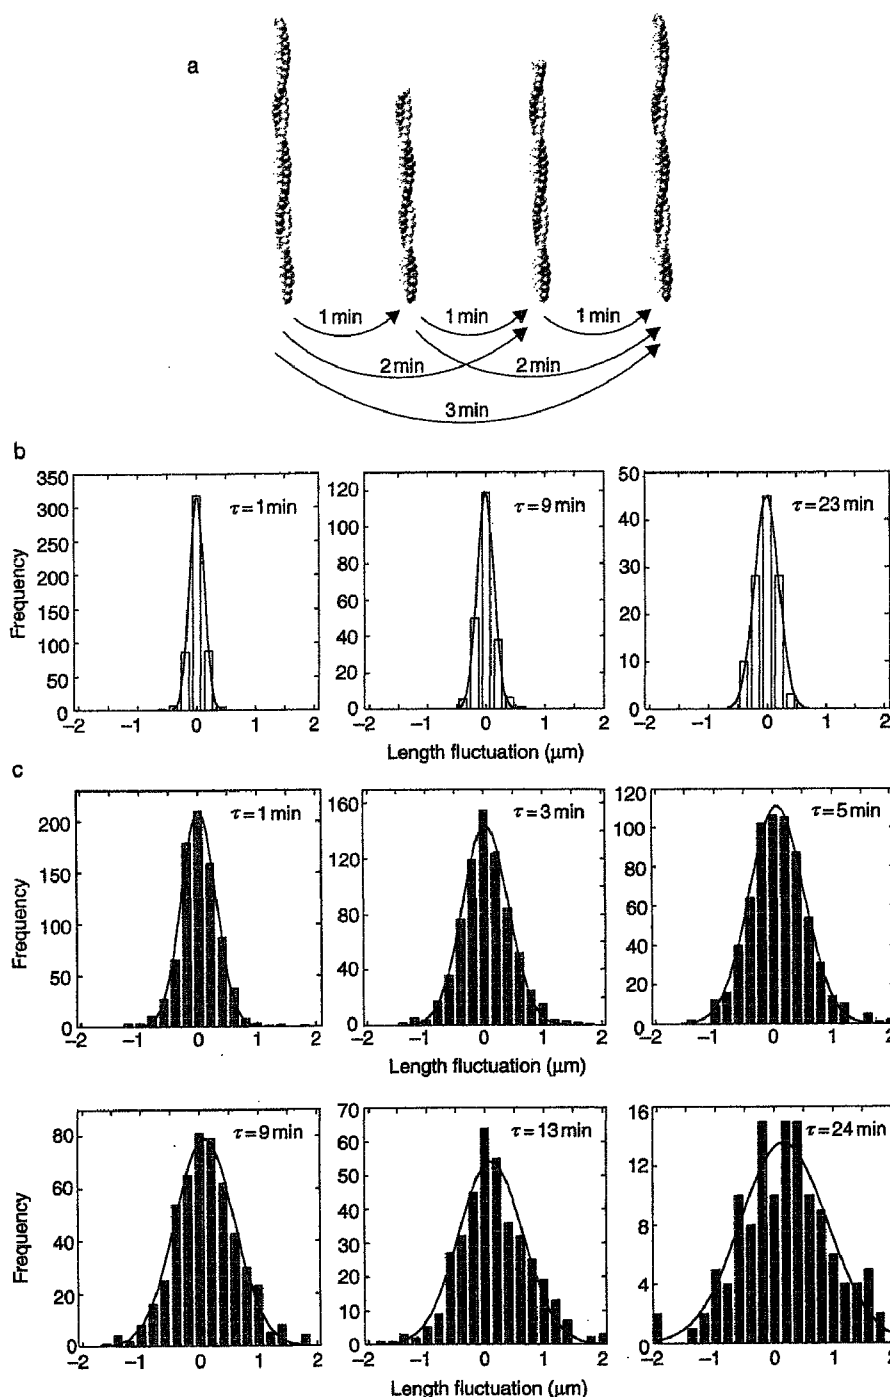 a
1 min 1 min 1 min
2 min 2 min
3 min
b
350 300 250 200 150 100 50 0
τ = 1 min
120 100 80 60 40 20 0
τ = 9 min
50 40 30 20 10 0
τ = 23 min
Frequency
−2 −1 0 1 2
−2 −1 0 1 2
−2 −1 0 1 2
Length fluctuation (μm)
c
200 150 100 50 0
τ = 1 min
160 120 80 40 0
τ = 3 min
120 100 80 60 40 20 0
τ = 5 min
Frequency
−2 −1 0 1 2
−2 −1 0 1 2
−2 −1 0 1 2
Length fluctuation (μm)
80 60 40 20 0
τ = 9 min
70 60 50 40 30 20 10 0
τ = 13 min
16 12 8 4 0
τ = 24 min
Frequency
−2 −1 0 1 2
−2 −1 0 1 2
−2 −1 0 1 2
Length fluctuation (μm)